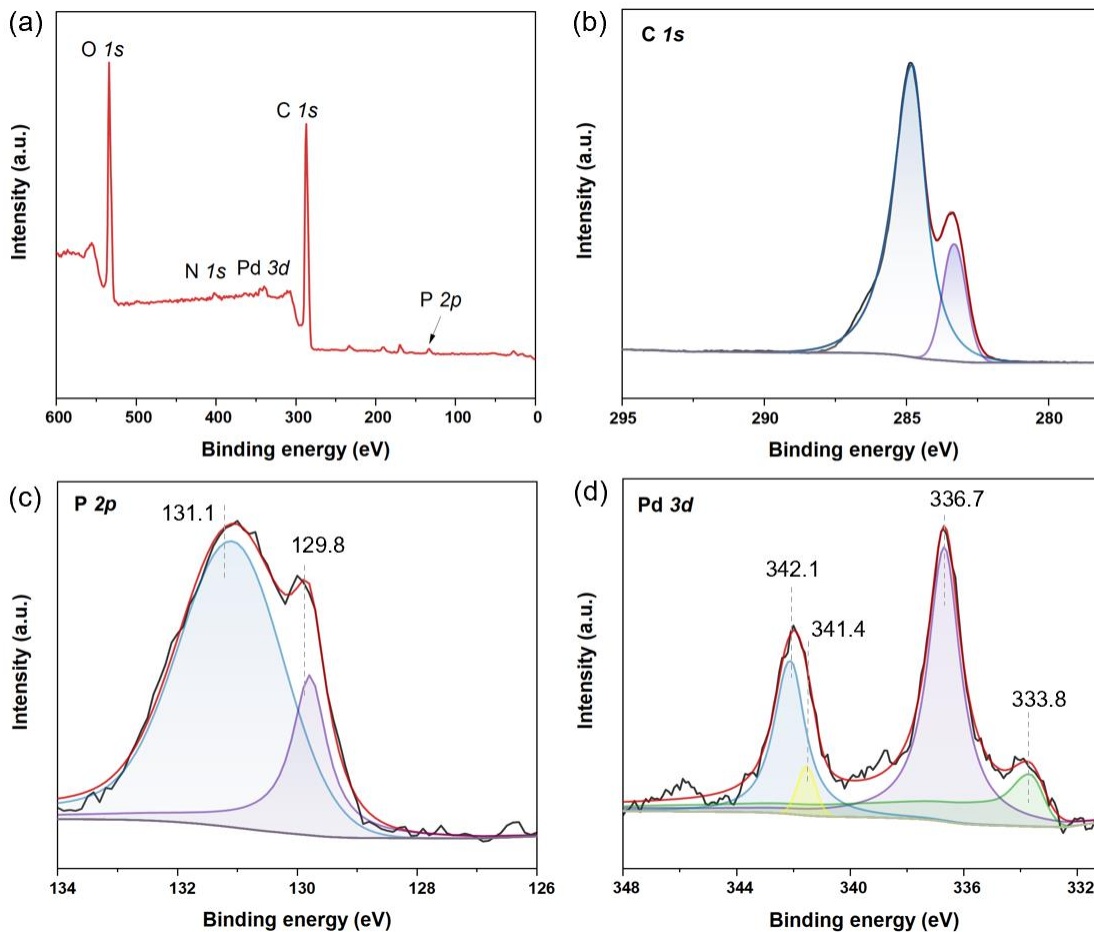 (a)
O 1s
C 1s
N 1s
Pd 3d
P 2p
Intensity (a.u.)
600 500 400 300 200 100 0
Binding energy (eV)
(b)
C 1s
Intensity (a.u.)
295 290 285 280
Binding energy (eV)
(c)
P 2p
131.1
129.8
Intensity (a.u.)
134 132 130 128 126
Binding energy (eV)
(d)
Pd 3d
336.7
342.1
341.4
333.8
Intensity (a.u.)
348 344 340 336 332
Binding energy (eV)